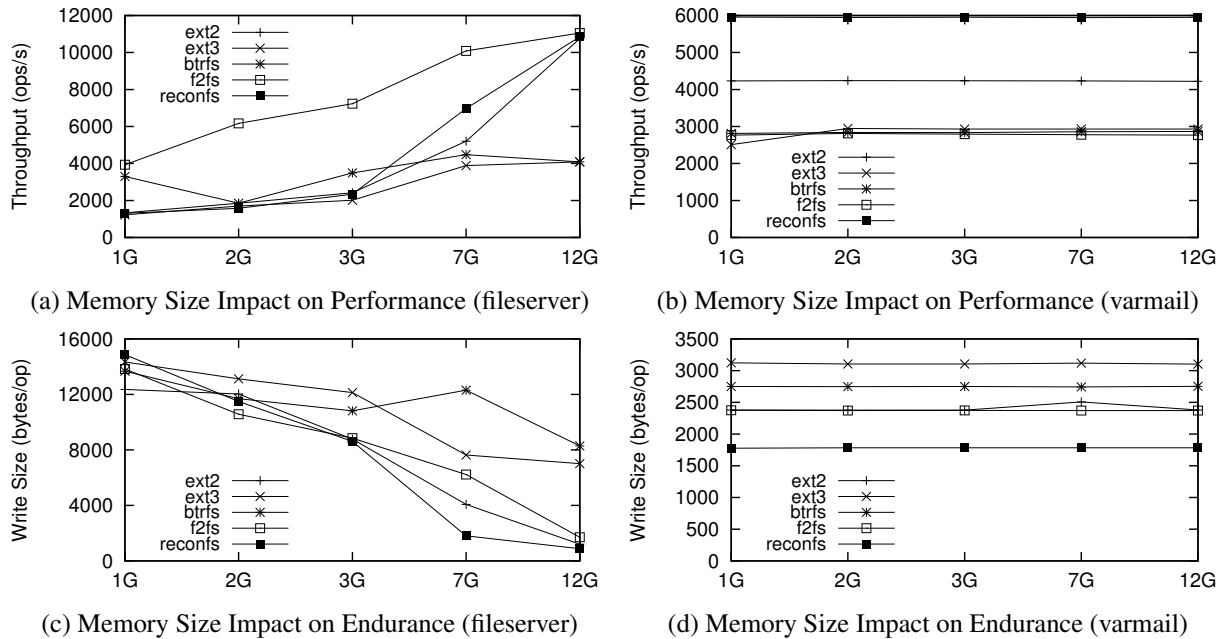 12000
10000
8000
6000
4000
2000
0
Throughput (ops/s)
ext2
ext3
btrfs
f2fs
reconfs
1G 2G 3G 7G 12G
(a) Memory Size Impact on Performance (fileserver)
6000
5000
4000
3000
2000
1000
0
Throughput (ops/s)
ext2
ext3
btrfs
f2fs
reconfs
1G 2G 3G 7G 12G
(b) Memory Size Impact on Performance (varmail)
16000
12000
8000
4000
0
Write Size (bytes/op)
ext2
ext3
btrfs
f2fs
reconfs
1G 2G 3G 7G 12G
(c) Memory Size Impact on Endurance (fileserver)
3500
3000
2500
2000
1500
1000
500
0
Write Size (bytes/op)
ext2
ext3
btrfs
f2fs
reconfs
1G 2G 3G 7G 12G
(d) Memory Size Impact on Endurance (varmail)